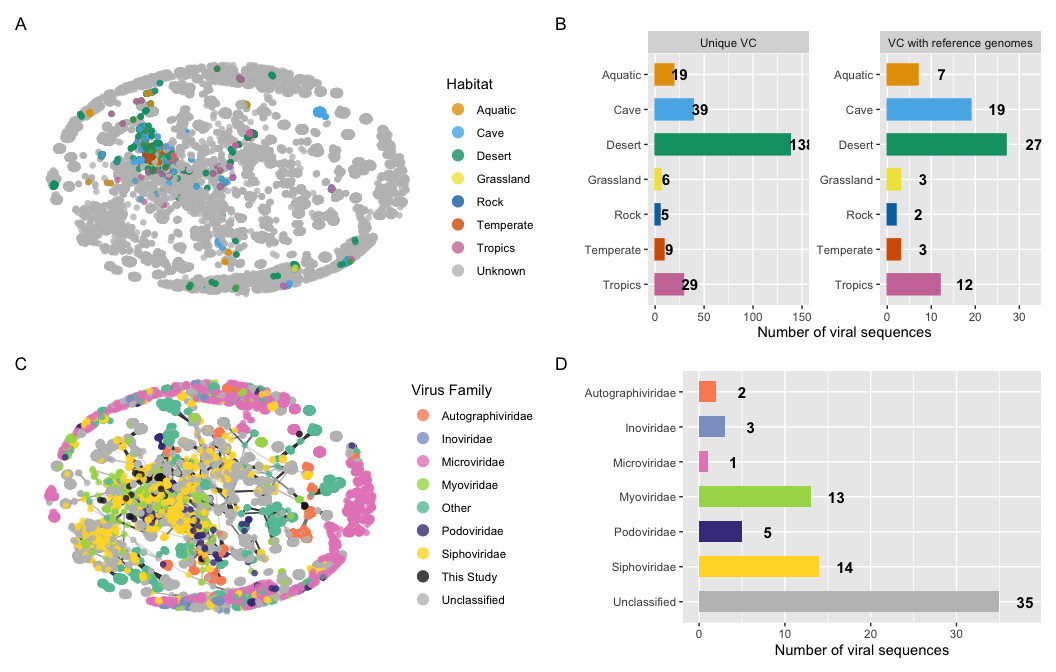 A
Habitat
Aquatic
Cave
Desert
Grassland
Rock
Temperate
Tropics
Unknown
B
Unique VC
VC with reference genomes
Aquatic
19
Cave
39
Desert
138
Grassland
6
Rock
5
Temperate
9
Tropics
29
0 50 100 150
Aquatic
7
Cave
19
Desert
27
Grassland
3
Rock
2
Temperate
3
Tropics
12
0 10 20 30
Number of viral sequences
C
Virus Family
Autographiviridae
Inoviridae
Microviridae
Myoviridae
Other
Podoviridae
Siphoviridae
This Study
Unclassified
D
Autographiviridae
2
Inoviridae
3
Microviridae
1
Myoviridae
13
Podoviridae
5
Siphoviridae
14
Unclassified
35
0 10 20 30
Number of viral sequences